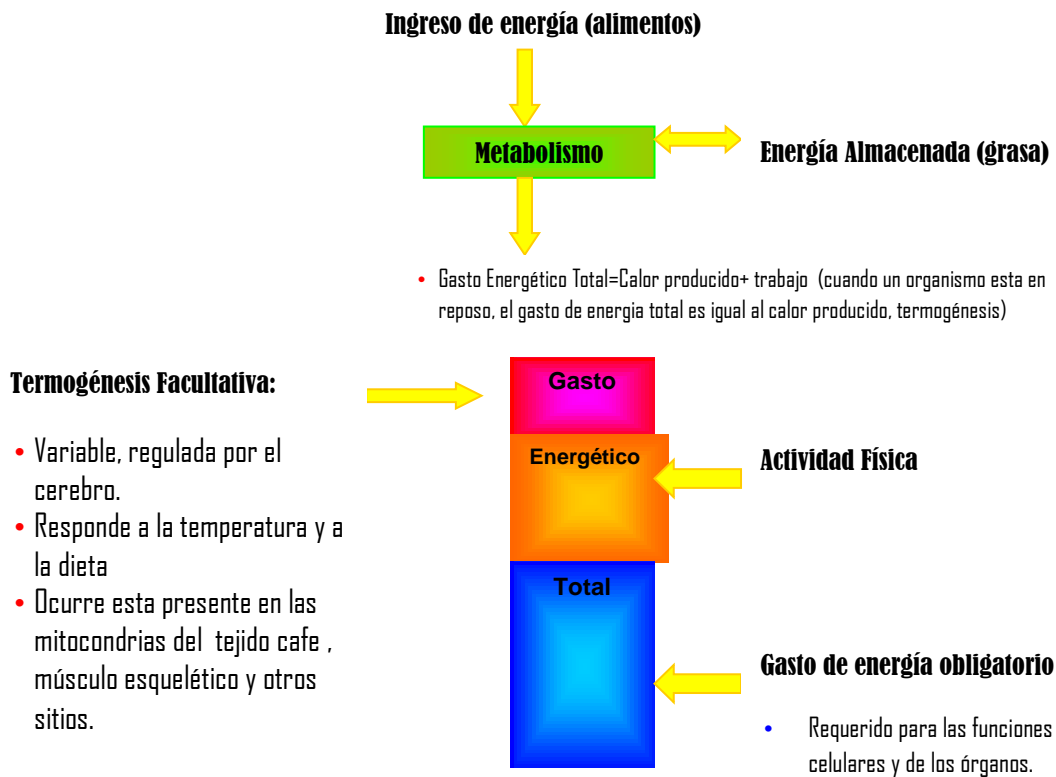 Ingreso de energía (alimentos)
Metabolismo
Energía Almacenada (grasa)
• Gasto Energético Total=Calor producido+ trabajo (cuando un organismo esta en
reposo, el gasto de energia total es igual al calor producido, termogénesis)
Termogénesis Facultativa:
• Variable, regulada por el
cerebro.
• Responde a la temperatura y a
la dieta
• Ocurre esta presente en las
mitocondrias del tejido cafe ,
músculo esquelético y otros
sitios.
Gasto
Energético
Total
Actividad Física
Gasto de energía obligatorio
• Requerido para las funciones
celulares y de los órganos.